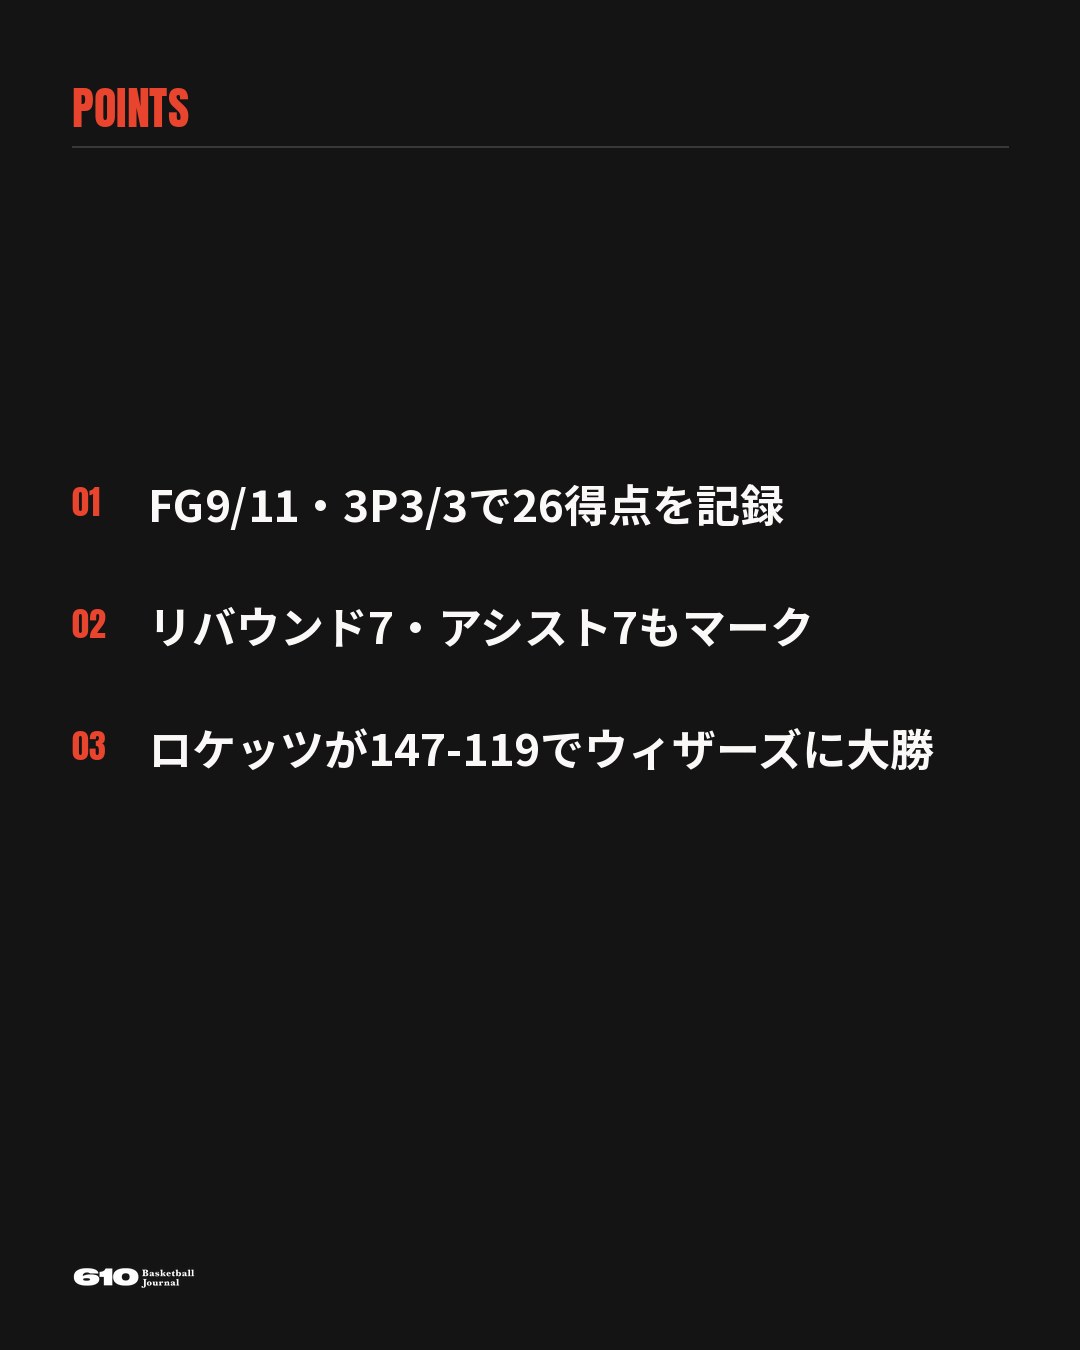 POINTS
01 FG9/11・3P3/3で26得点を記録
02 リバウンド7・アシスト7もマーク
03 ロケッツが147-119でウィザーズに大勝
610 Basketball
Journal